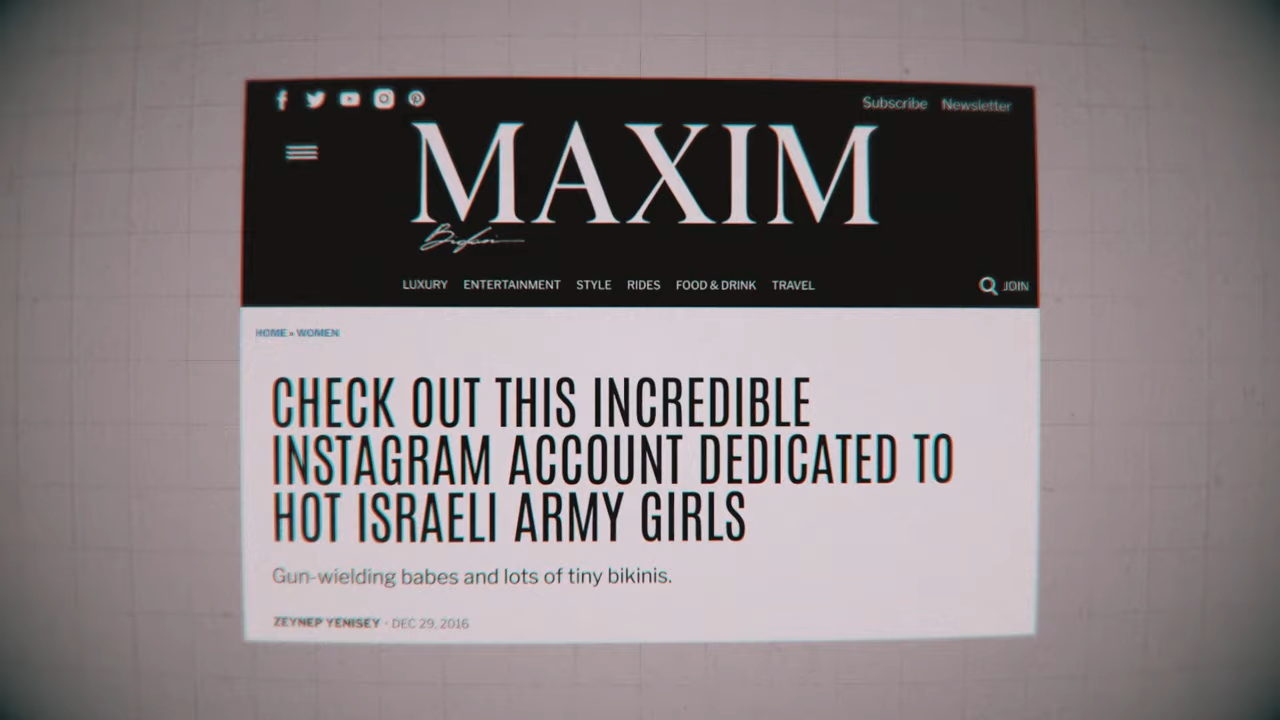 Subscribe Newsletter
MAXIM
LUXURY ENTERTAINMENT STYLE RIDES FOOD & DRINK TRAVEL
JOIN
HOME » WOMEN
CHECK OUT THIS INCREDIBLE
INSTAGRAM ACCOUNT DEDICATED TO
HOT ISRAELI ARMY GIRLS
Gun-wielding babes and lots of tiny bikinis.
ZEYNEP YENISEY · DEC 29, 2016